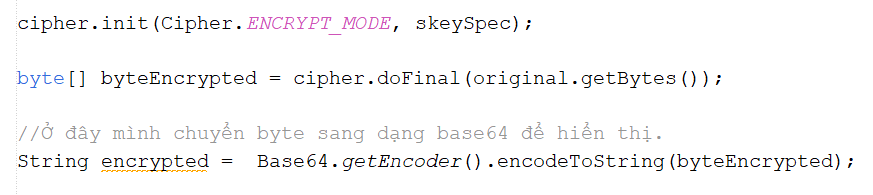 cipher.init(Cipher.ENCRYPT_MODE, skeySpec);
byte[] byteEncrypted = cipher.doFinal(original.getBytes());
//Ở đây mình chuyển byte sang dạng base64 để hiển thị.
String encrypted =  Base64.getEncoder().encodeToString(byteEncrypted);